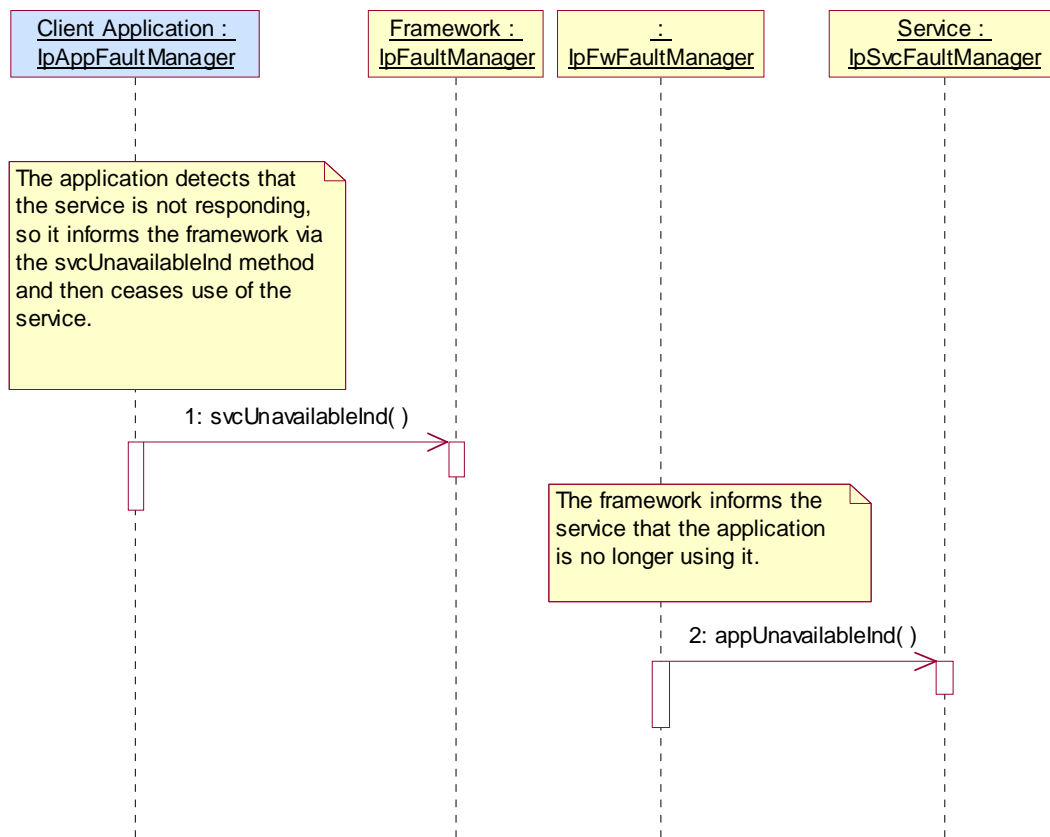 Client Application :
IpAppFaultManager
Framework :
IpFaultManager
:
IpFwFaultManager
Service :
IpSvcFaultManager
The application detects that
the service is not responding,
so it informs the framework via
the svcUnavailableInd method
and then ceases use of the
service.
1: svcUnavailableInd( )
The framework informs the
service that the application
is no longer using it.
2: appUnavailableInd( )